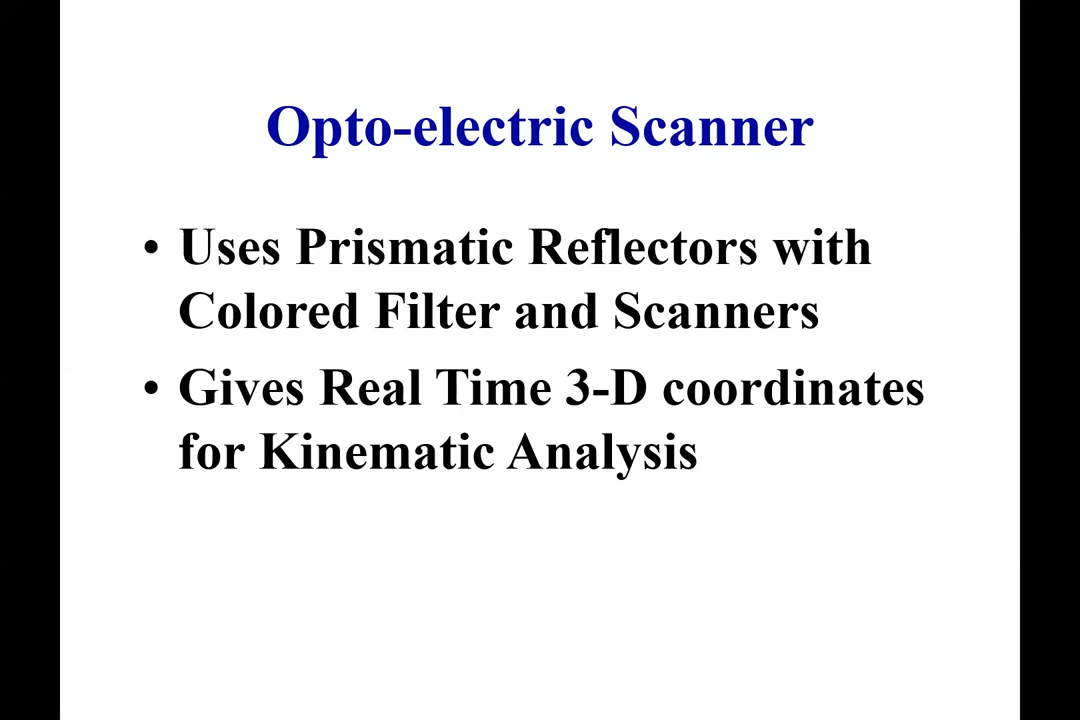 Opto-electric Scanner
• Uses Prismatic Reflectors with
Colored Filter and Scanners
• Gives Real Time 3-D coordinates
for Kinematic Analysis